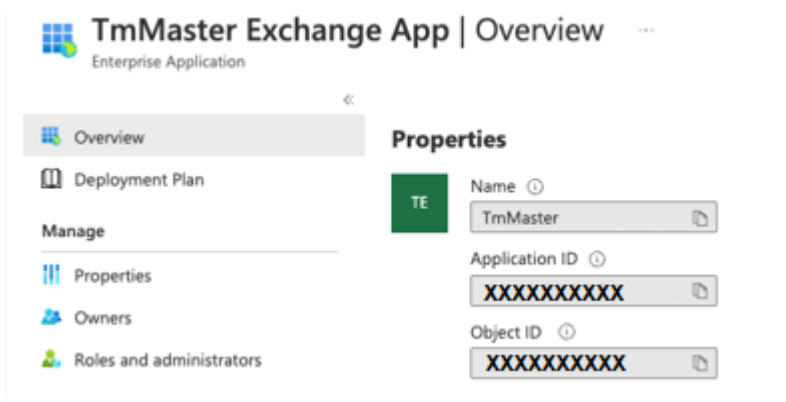 TmMaster Exchange App | Overview ...
Enterprise Application
«
Overview
Deployment Plan
Manage
Properties
Owners
Roles and administrators
Properties
TE
Name
TmMaster
Application ID
XXXXXXXXXX
Object ID
XXXXXXXXXX